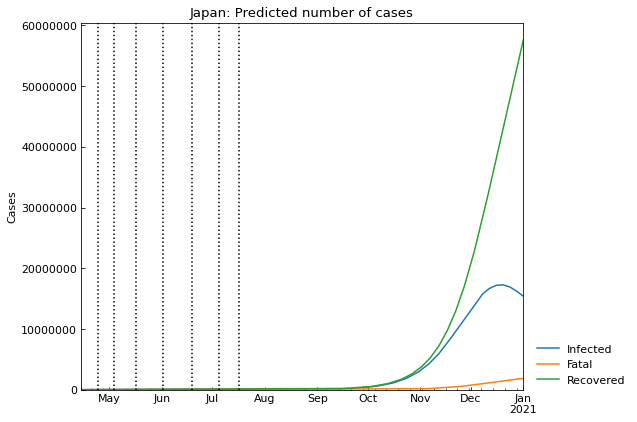 Japan: Predicted number of cases
60000000
50000000
40000000
30000000
20000000
10000000
0
Cases
May Jun Jul Aug Sep Oct Nov Dec Jan
2021
Infected
Fatal
Recovered